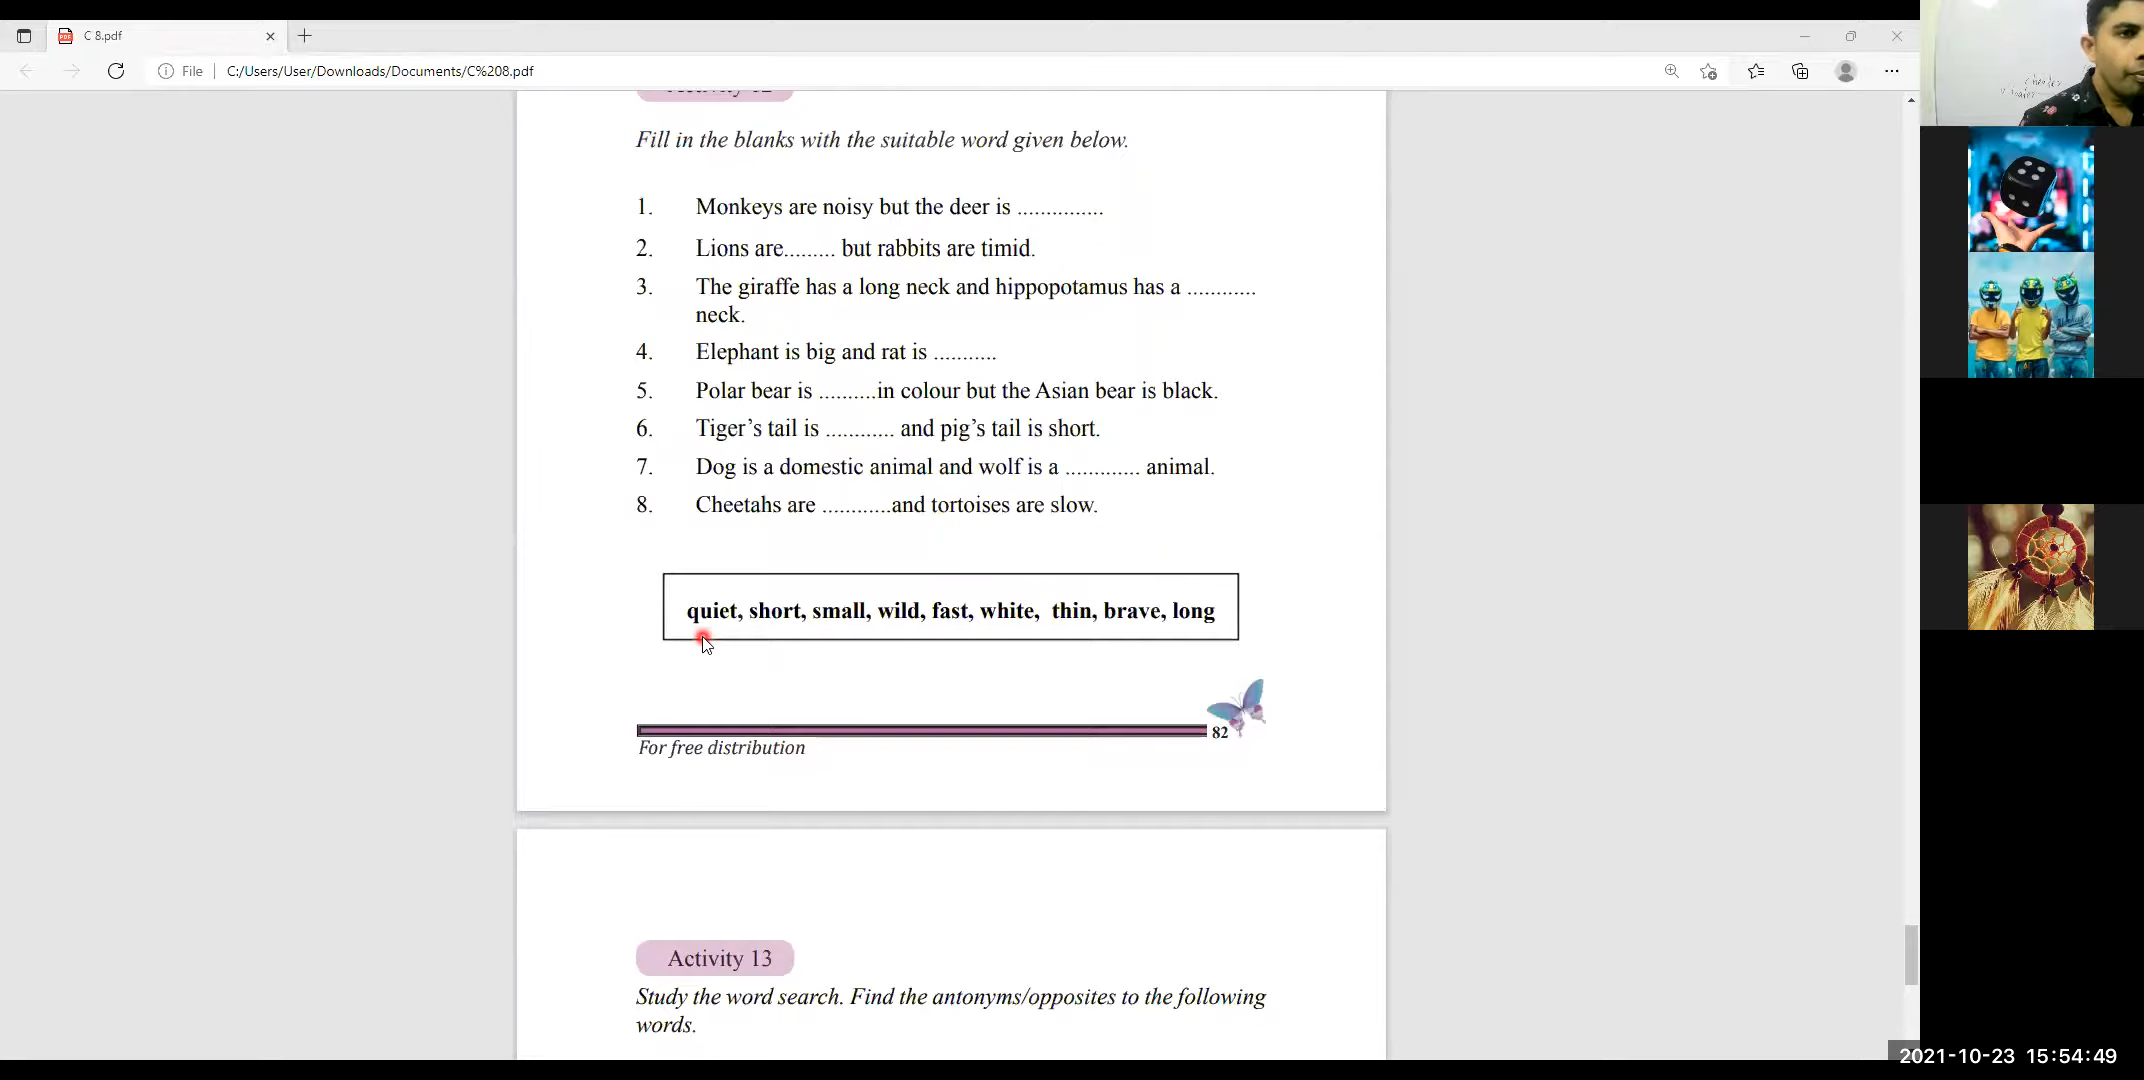 C 8.pdf
File
C:/Users/User/Downloads/Documents/C%208.pdf
Fill in the blanks with the suitable word given below.
1. Monkeys are noisy but the deer is ...............
2. Lions are......... but rabbits are timid.
3. The giraffe has a long neck and hippopotamus has a ............
neck.
4. Elephant is big and rat is ...........
5. Polar bear is ..........in colour but the Asian bear is black.
6. Tiger’s tail is ............ and pig’s tail is short.
7. Dog is a domestic animal and wolf is a ............. animal.
8. Cheetahs are ............and tortoises are slow.
quiet, short, small, wild, fast, white, thin, brave, long
82
For free distribution
Activity 13
Study the word search. Find the antonyms/opposites to the following
words.
2021-10-23 15:54:49